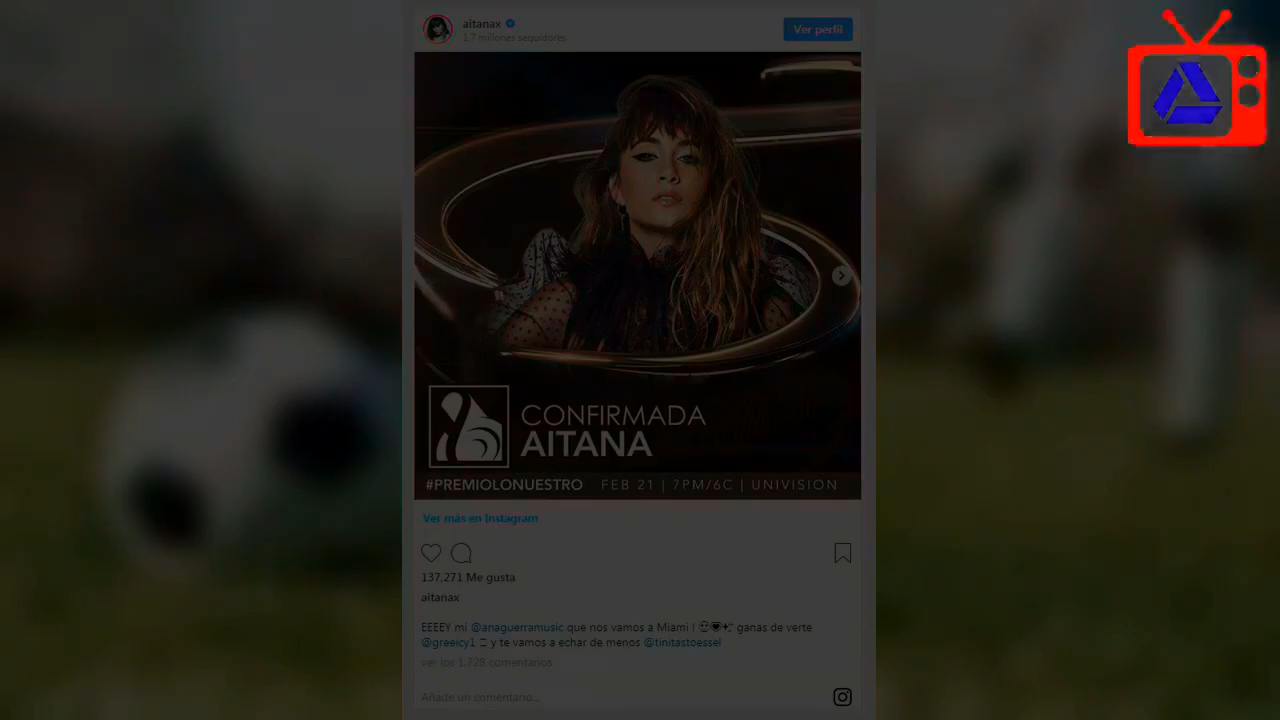 aitanax
1.7 millones seguidores
Ver perfil
CONFIRMADA
AITANA
#PREMIOLONUESTRO FEB 21 | 7PM/6C | UNIVISION
Ver más en Instagram
137,271 Me gusta
aitanax
EEEEY mi @anaguerramusic que nos vamos a Miami ! 😍💗✨ ganas de verte
@greeicy1 y te vamos a echar de menos @tinitastoessel
ver los 1.728 comentarios
Añade un comentario...